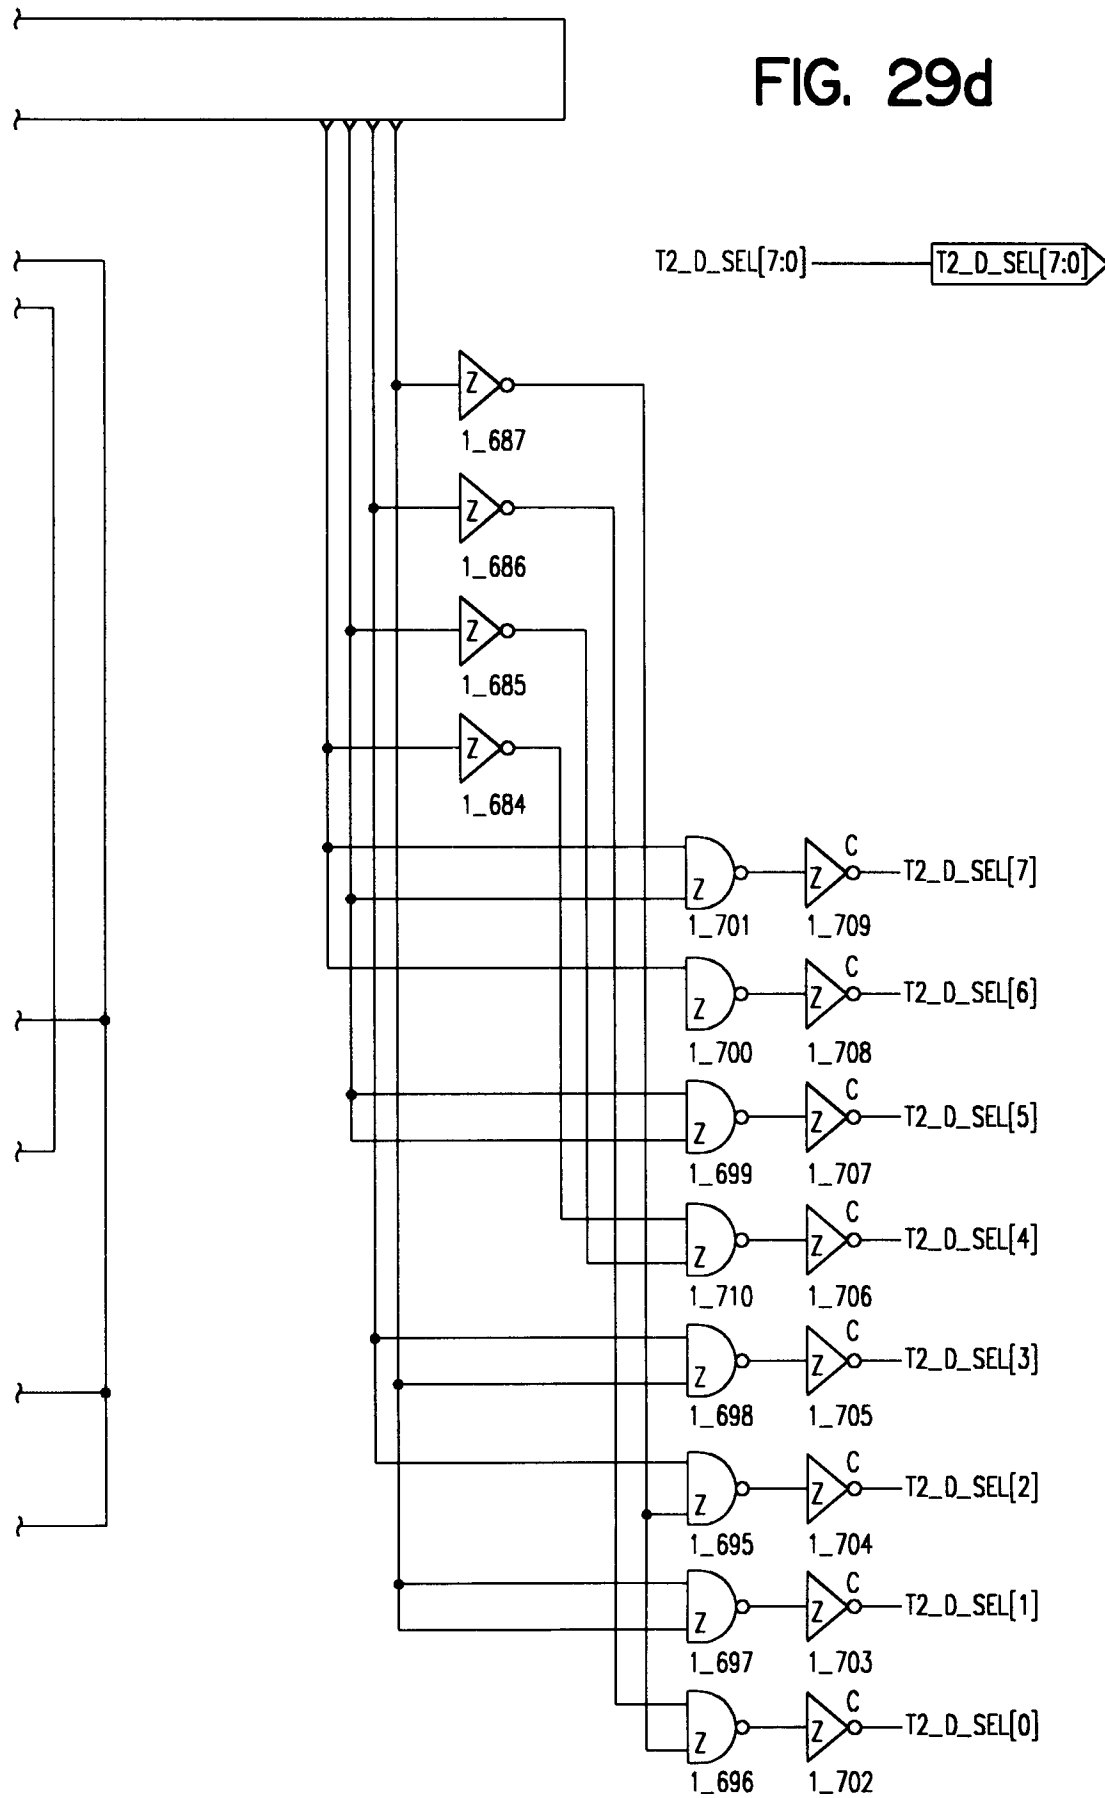 FIG. 29d
T2_D_SEL[7:0] T2_D_SEL[7:0]
Z
1_687
Z
1_686
Z
1_685
Z
1_684
C
Z Z T2_D_SEL[7]
1_701 1_709
C
Z Z T2_D_SEL[6]
1_700 1_708
C
Z Z T2_D_SEL[5]
1_699 1_707
C
Z Z T2_D_SEL[4]
1_710 1_706
C
Z Z T2_D_SEL[3]
1_698 1_705
C
Z Z T2_D_SEL[2]
1_695 1_704
C
Z Z T2_D_SEL[1]
1_697 1_703
C
Z Z T2_D_SEL[0]
1_696 1_702